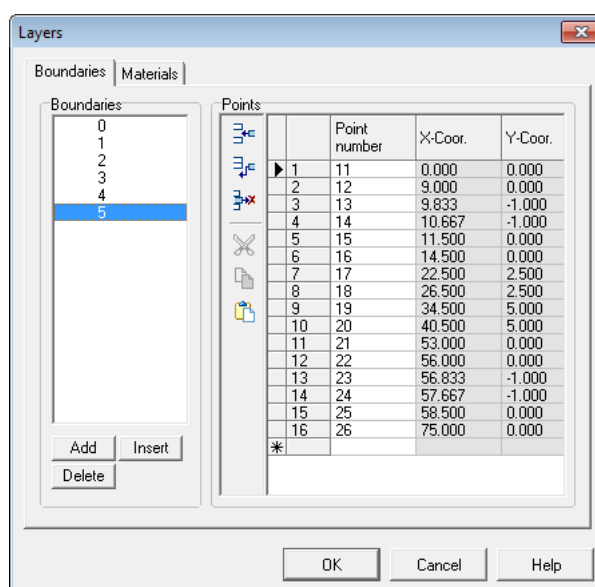 Layers
Boundaries Materials
Boundaries
0
1
2
3
4
5
Add Insert
Delete
Points
Point number X-Coor. Y-Coor.
1 11 0.000 0.000
2 12 9.000 0.000
3 13 9.833 -1.000
4 14 10.667 -1.000
5 15 11.500 0.000
6 16 14.500 0.000
7 17 22.500 2.500
8 18 26.500 2.500
9 19 34.500 5.000
10 20 40.500 5.000
11 21 53.000 0.000
12 22 56.000 0.000
13 23 56.833 -1.000
14 24 57.667 -1.000
15 25 58.500 0.000
16 26 75.000 0.000
OK Cancel Help